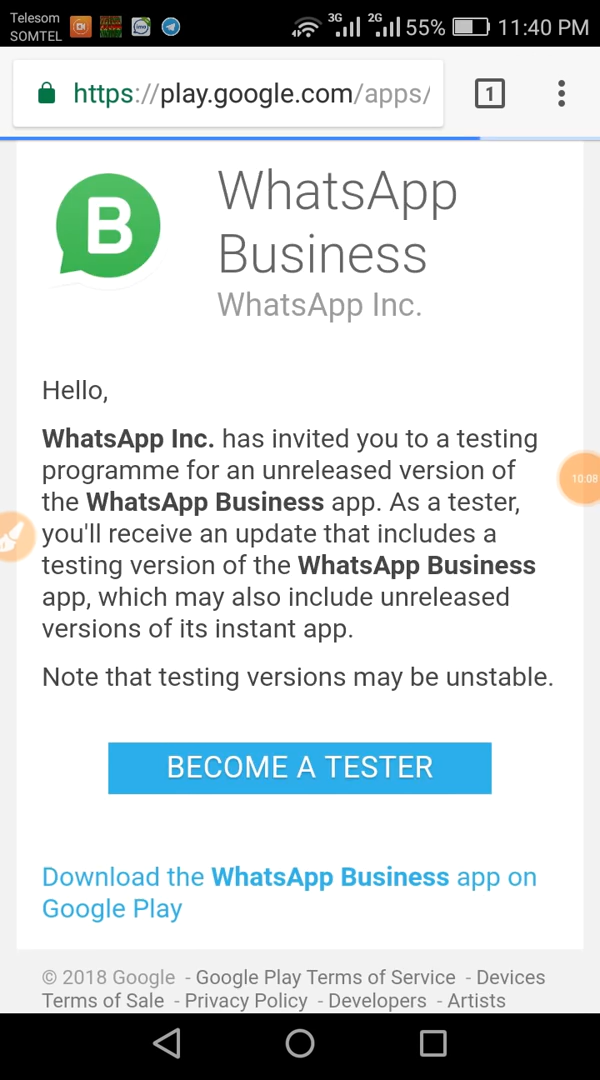 Telesom
SOMTEL
3G
2G
55%
11:40 PM
https://play.google.com/apps/
1
B
WhatsApp
Business
WhatsApp Inc.
Hello,
WhatsApp Inc. has invited you to a testing
programme for an unreleased version of
the WhatsApp Business app. As a tester,
you'll receive an update that includes a
testing version of the WhatsApp Business
app, which may also include unreleased
versions of its instant app.
10:08
Note that testing versions may be unstable.
BECOME A TESTER
Download the WhatsApp Business app on
Google Play
© 2018 Google - Google Play Terms of Service - Devices
Terms of Sale - Privacy Policy - Developers - Artists